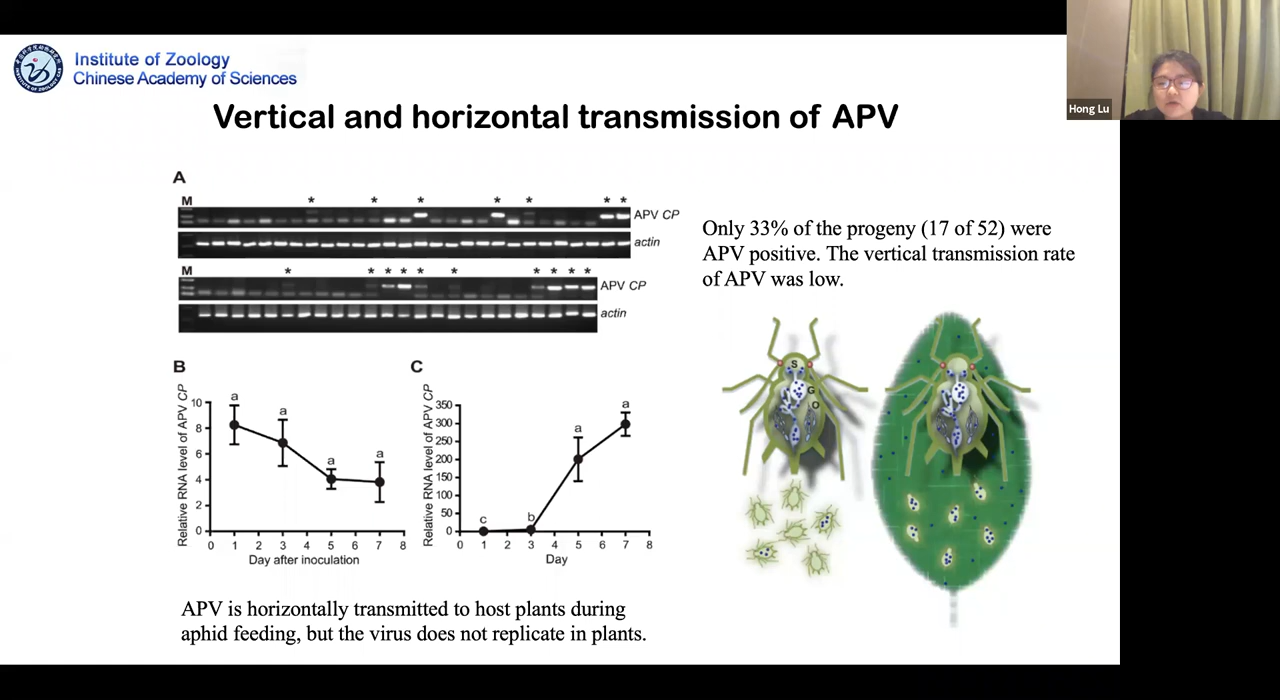 Institute of Zoology
Chinese Academy of Sciences
Hong Lu
Vertical and horizontal transmission of APV
A
M
* * * * * * *
APV CP
actin
M
* * * * * * * * * *
APV CP
actin
Only 33% of the progeny (17 of 52) were
APV positive. The vertical transmission rate
of APV was low.
S
G
O
B
Relative RNA level of APV CP
10
8
6
4
2
0
a
a
a
a
0 1 2 3 4 5 6 7 8
Day after inoculation
C
Relative RNA level of APV CP
350
300
250
200
150
100
50
0
c
b
a
a
0 1 2 3 4 5 6 7 8
Day
APV is horizontally transmitted to host plants during
aphid feeding, but the virus does not replicate in plants.